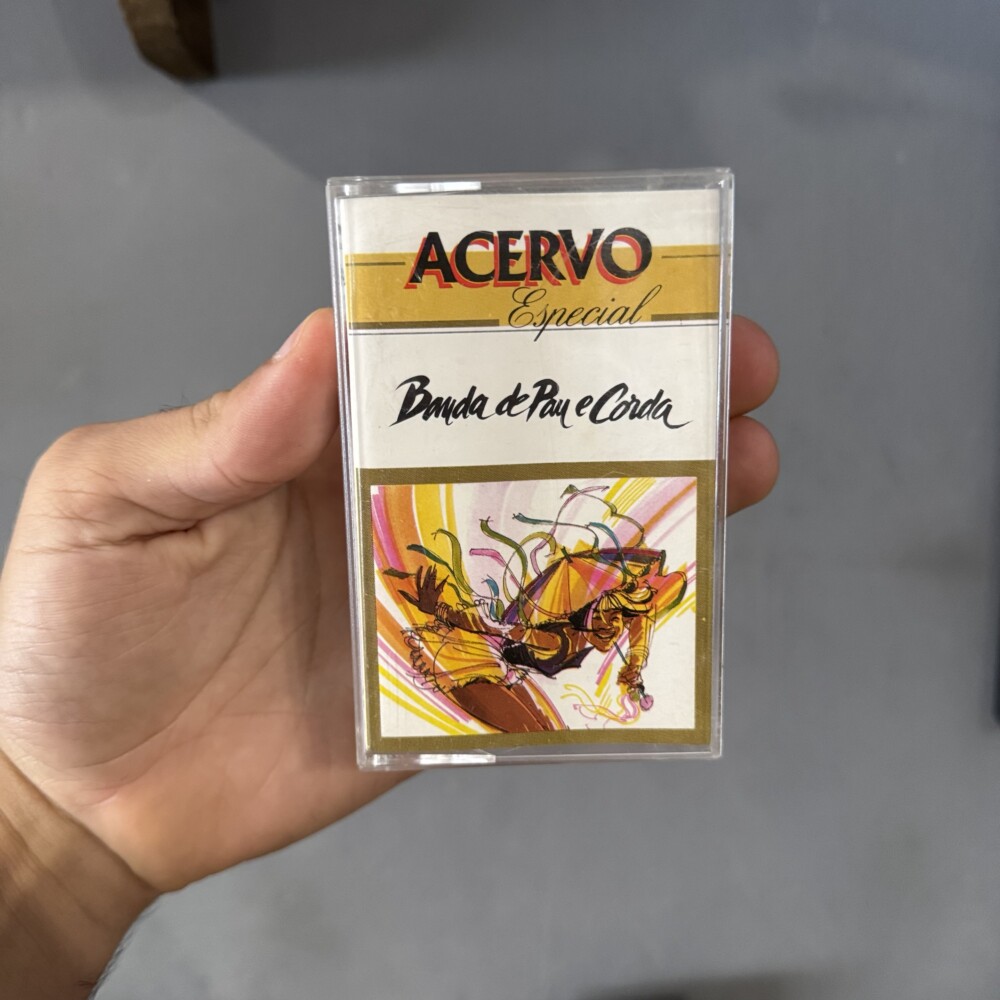 ACERVO
Especial
Banda de Pau e Corda